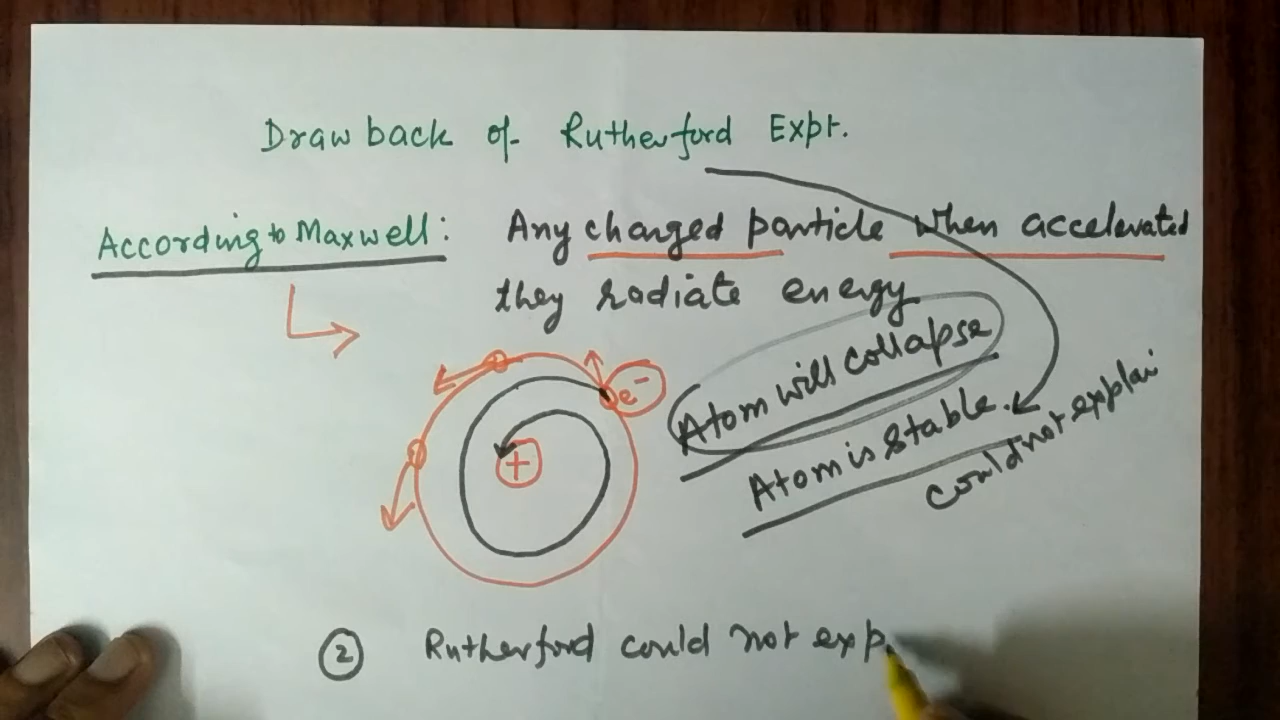 Drawback of Rutherford Expt.
According to Maxwell: Any charged particle when accelerated
they radiate energy
Atom will collapse
Atom is stable.
could not explai
e-
+
2 Rutherford could not exp